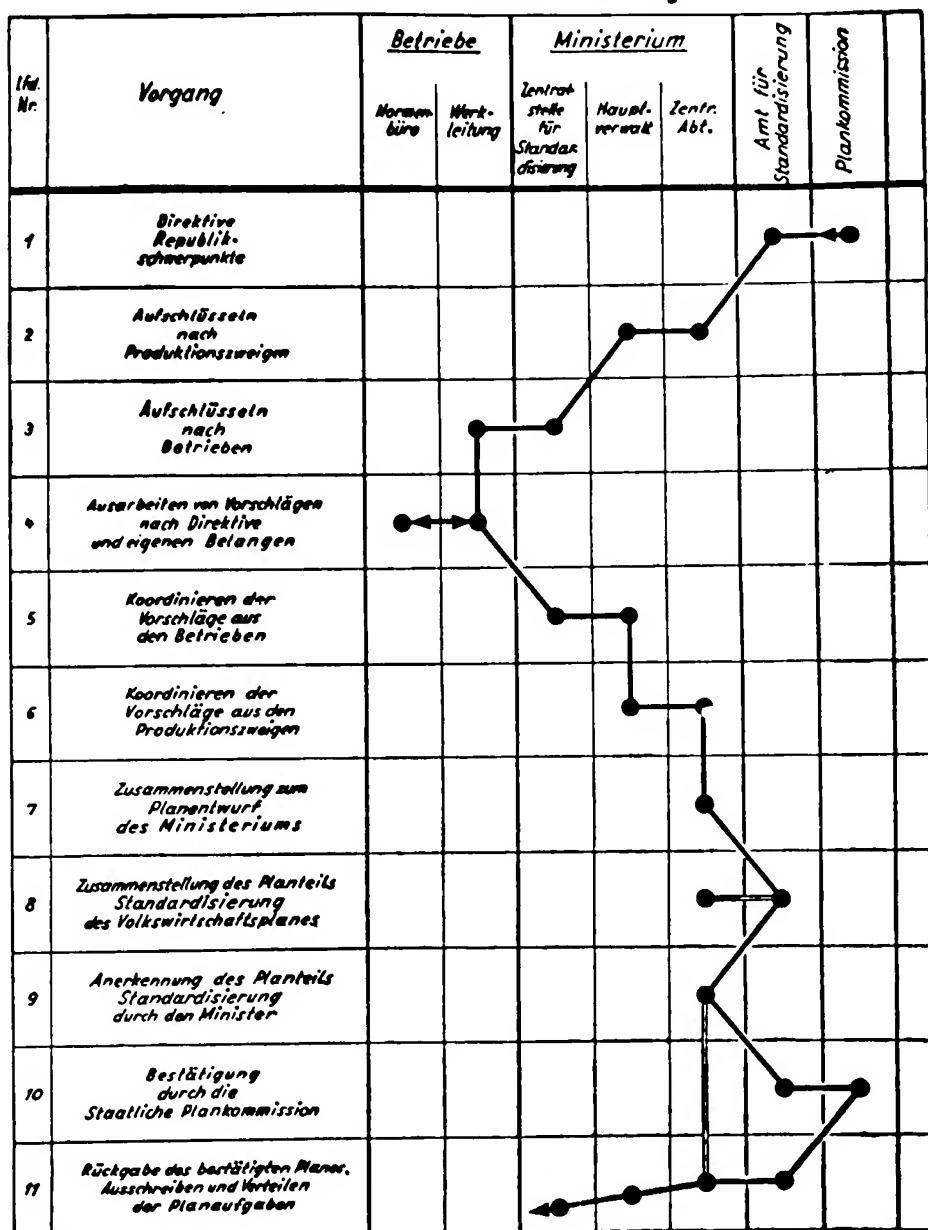 Betriebe
Ministerium
Lfd. Nr.
Vorgang
Normen-
büro
Werk-
leitung
Zentral-
stelle
für
Standar-
disierung
Haupt-
verwalt
Zentr.
Abt.
Amt für
Standardisierung
Plankommission
1
Direktive
Republik-
schwerpunkte
2
Aufschlüsseln
nach
Produktionszweigen
3
Aufschlüsseln
nach
Betrieben
4
Ausarbeiten von Vorschlägen
nach Direktive
und eigenen Belangen
5
Koordinieren der
Vorschläge aus
den Betrieben
6
Koordinieren der
Vorschläge aus den
Produktionszweigen
7
Zusammenstellung zum
Planentwurf
des Ministeriums
8
Zusammenstellung des Planteils
Standardisierung
des Volkswirtschaftsplanes
9
Anerkennung des Planteils
Standardisierung
durch den Minister
10
Bestätigung
durch die
Staatliche Plankommission
11
Rückgabe des bestätigten Planes.
Ausschreiben und Verteilen
der Planaufgaben